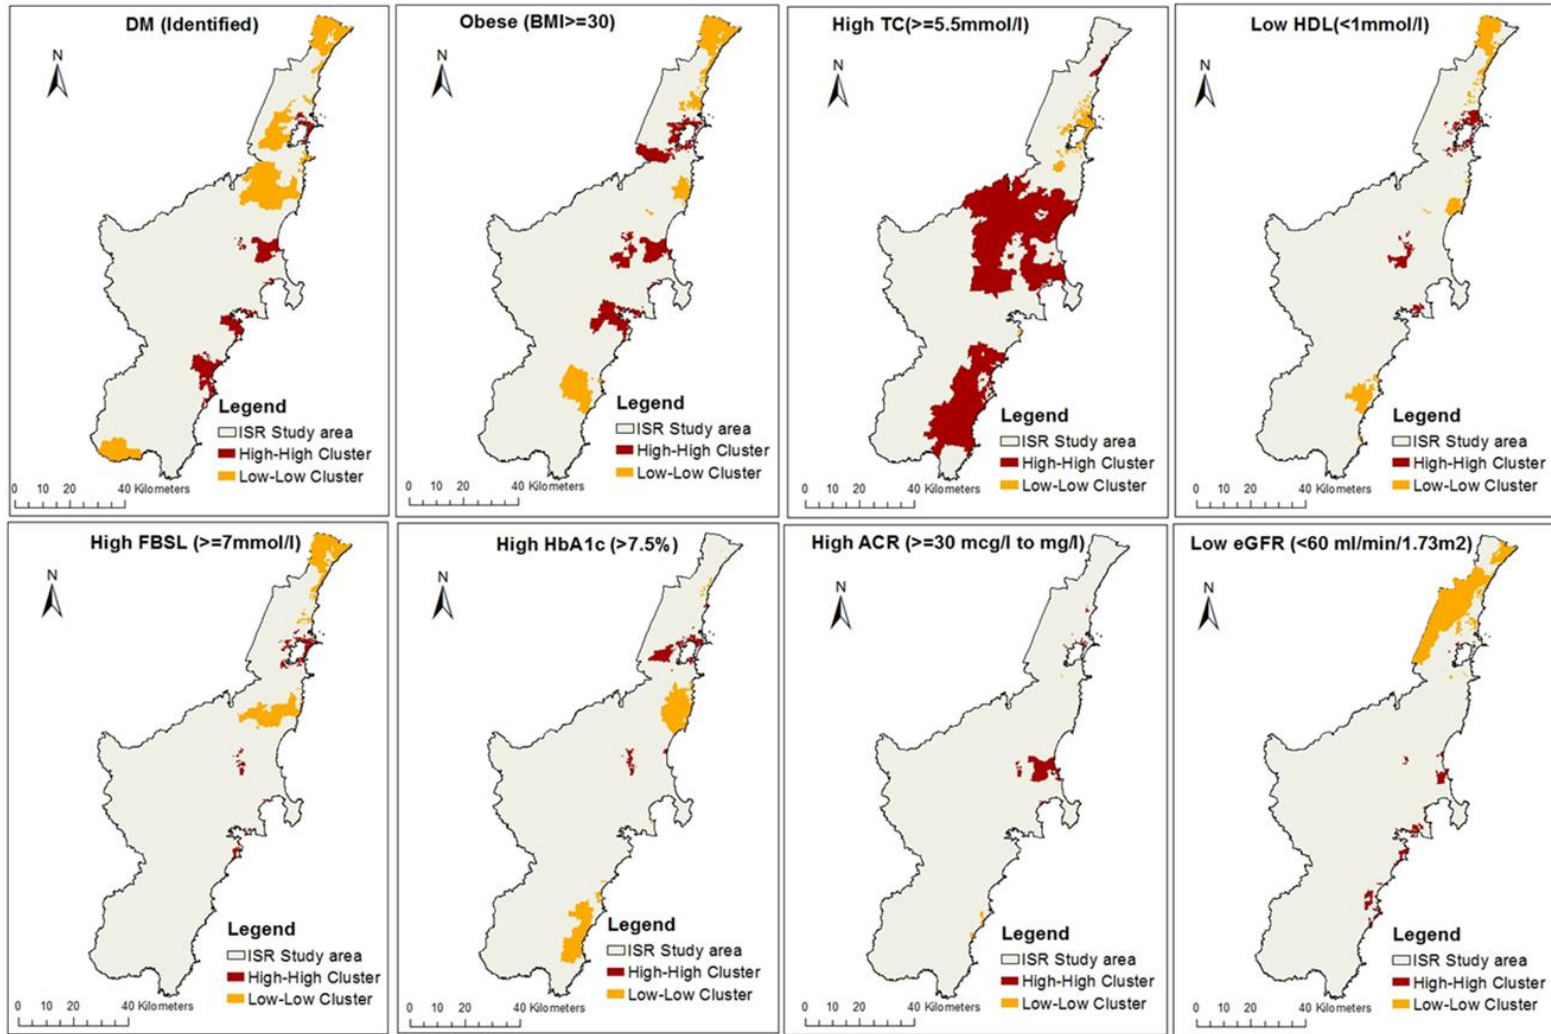 DM (Identified)
N
Legend
ISR Study area
High-High Cluster
Low-Low Cluster
0 10 20 40 Kilometers
Obese (BMI>=30)
N
Legend
ISR Study area
High-High Cluster
Low-Low Cluster
0 10 20 40 Kilometers
High TC(>=5.5mmol/l)
N
Legend
ISR Study area
High-High Cluster
Low-Low Cluster
0 10 20 40 Kilometers
Low HDL(<1mmol/l)
N
Legend
ISR Study area
High-High Cluster
Low-Low Cluster
0 10 20 40 Kilometers
High FBSL (>=7mmol/l)
N
Legend
ISR Study area
High-High Cluster
Low-Low Cluster
0 10 20 40 Kilometers
High HbA1c (>7.5%)
N
Legend
ISR Study area
High-High Cluster
Low-Low Cluster
0 10 20 40 Kilometers
High ACR (>=30 mcg/l to mg/l)
N
Legend
ISR Study area
High-High Cluster
Low-Low Cluster
0 10 20 40 Kilometers
Low eGFR (<60 ml/min/1.73m2)
N
Legend
ISR Study area
High-High Cluster
Low-Low Cluster
0 10 20 40 Kilometers